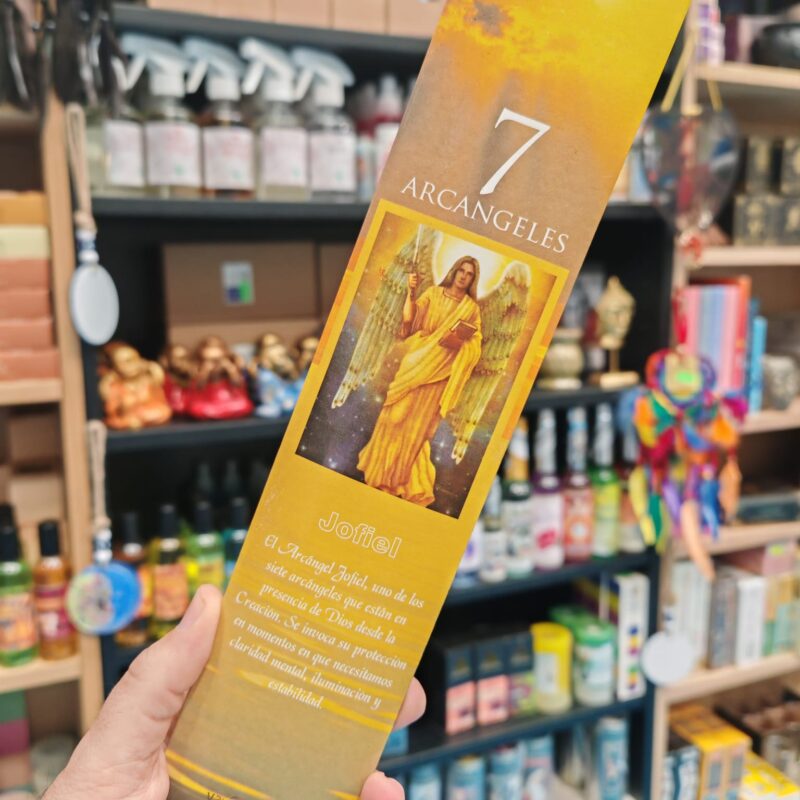 7
ARCANGELES
Jofiel
El Arcángel Jofiel, uno de los
siete arcángeles que están en
presencia de Dios desde la
Creación. Se invoca su protección
en momentos en que necesitamos
claridad mental, iluminacion y
estabilidad.